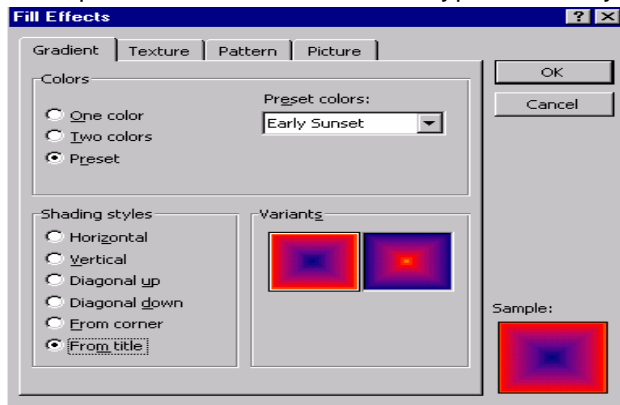 Fill Effects
Gradient Texture Pattern Picture
OK
Cancel
Colors
One color
Two colors
Preset
Preset colors:
Early Sunset
Shading styles
Horizontal
Vertical
Diagonal up
Diagonal down
From corner
From title
Variants
Sample: